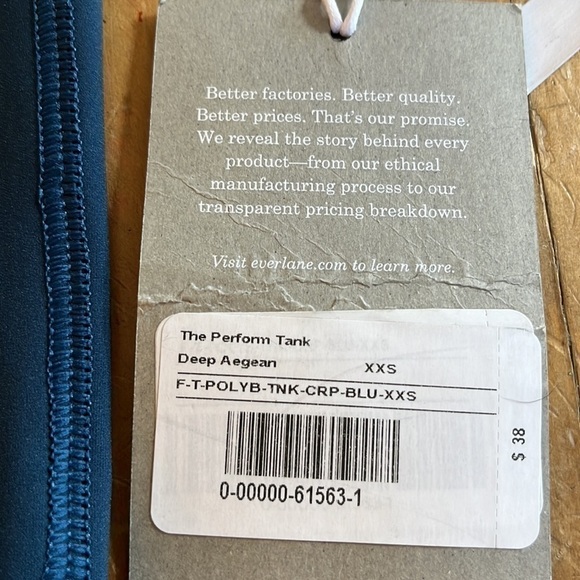 Better factories. Better quality.
Better prices. That's our promise.
We reveal the story behind every
product—from our ethical
manufacturing process to our
transparent pricing breakdown.
Visit everlane.com to learn more.
The Perform Tank
Deep Aegean XXS
F-T-POLYB-TNK-CRP-BLU-XXS
0-00000-61563-1
$ 38